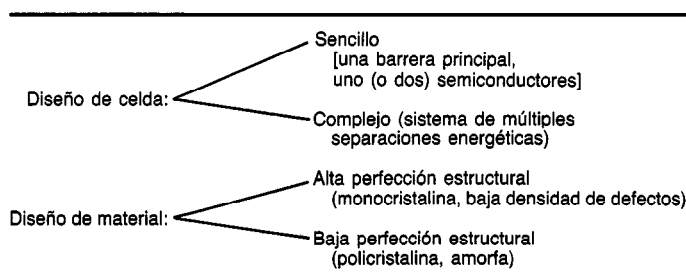 Sencillo
[una barrera principal,
uno (o dos) semiconductores]
Diseño de celda:
Complejo (sistema de múltiples
separaciones energéticas)
Alta perfección estructural
(monocristalina, baja densidad de defectos)
Diseño de material:
Baja perfección estructural
(policristalina, amorfa)